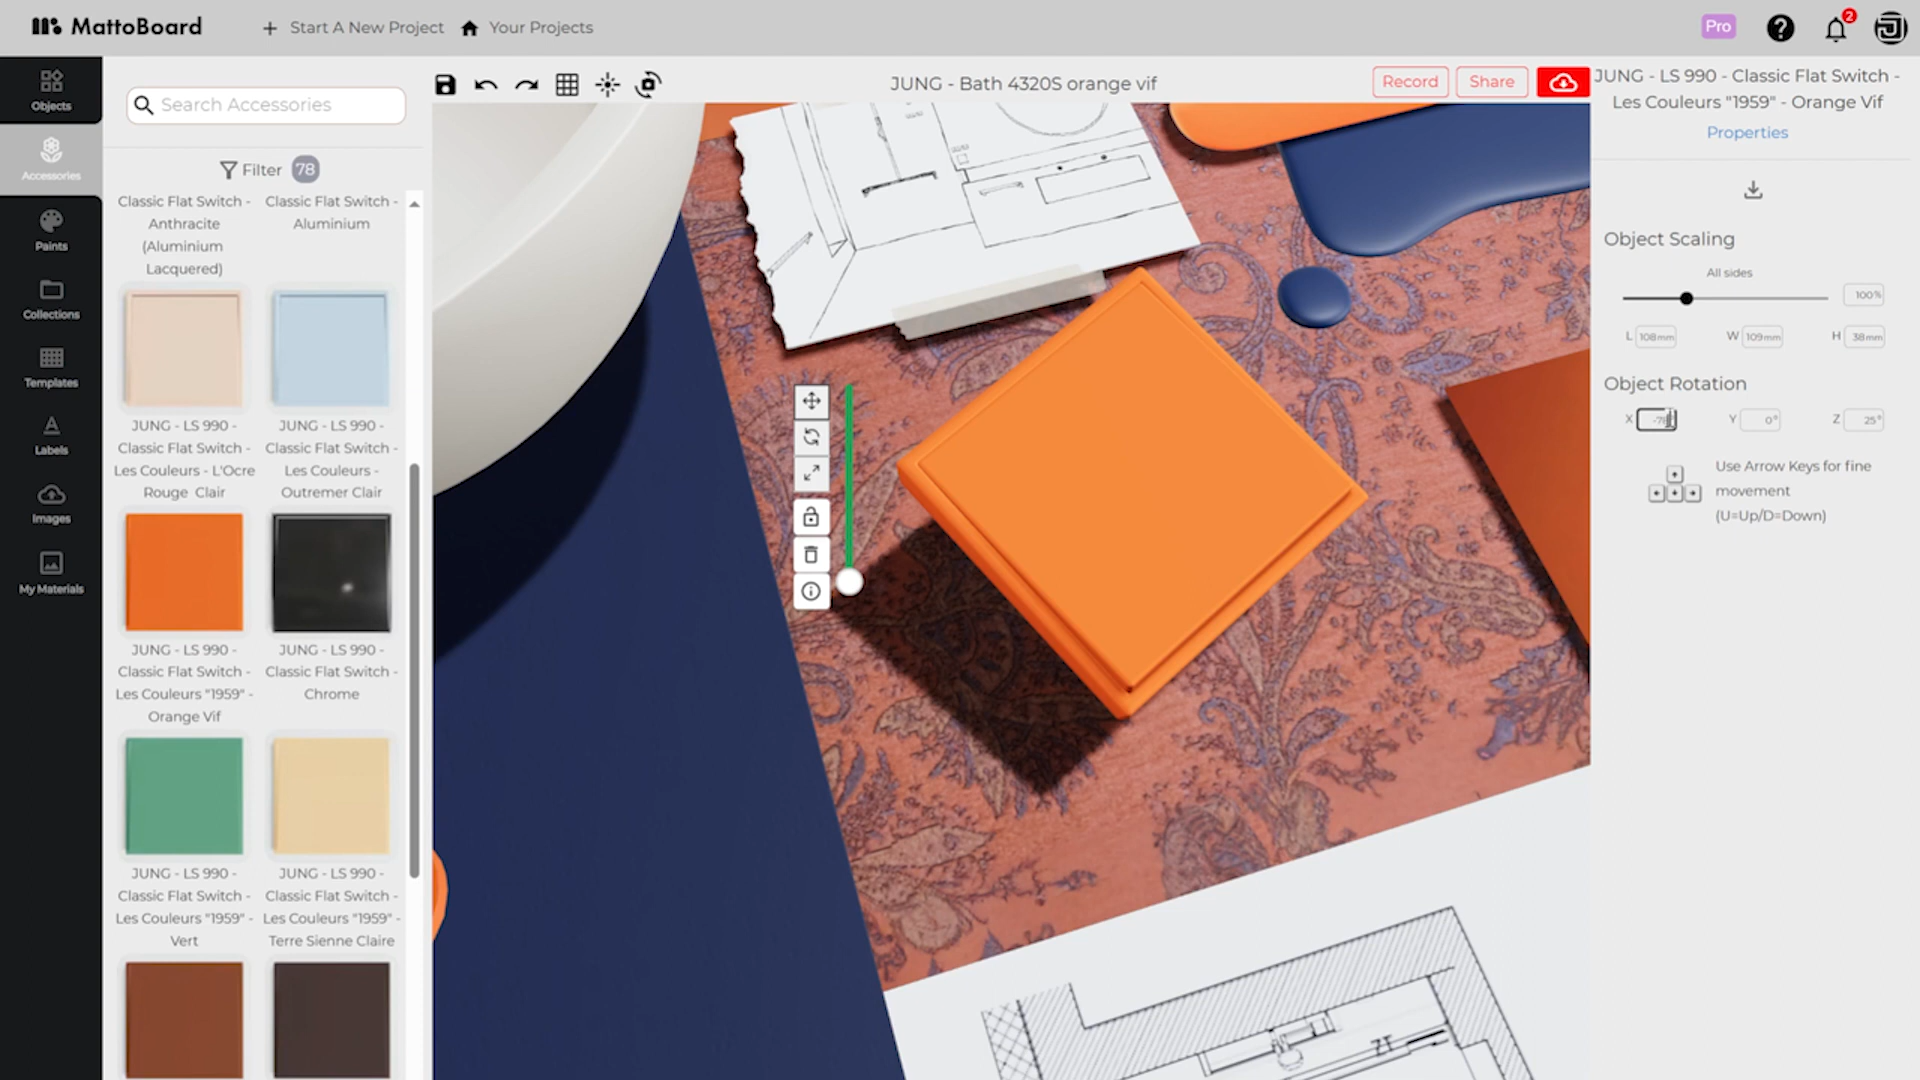 MattoBoard
Start A New Project
Your Projects
Pro
2
Objects
Accessories
Paints
Collections
Templates
Labels
Images
My Materials
Search Accessories
Filter 78
Classic Flat Switch -
Anthracite
(Aluminium
Lacquered)
Classic Flat Switch -
Aluminium
JUNG - LS 990 -
Classic Flat Switch -
Les Couleurs - L'Ocre
Rouge Clair
JUNG - LS 990 -
Classic Flat Switch -
Les Couleurs -
Outremer Clair
JUNG - LS 990 -
Classic Flat Switch -
Les Couleurs "1959" -
Orange Vif
JUNG - LS 990 -
Classic Flat Switch -
Chrome
JUNG - LS 990 -
Classic Flat Switch -
Les Couleurs "1959" -
Vert
JUNG - LS 990 -
Classic Flat Switch -
Les Couleurs "1959" -
Terre Sienne Claire
JUNG - Bath 4320S orange vif
Record
Share
JUNG - LS 990 - Classic Flat Switch -
Les Couleurs "1959" - Orange Vif
Properties
Object Scaling
All sides
100%
L 108mm W 109mm H 38mm
Object Rotation
X Y 0° Z 25°
Use Arrow Keys for fine
movement
(U=Up/D=Down)